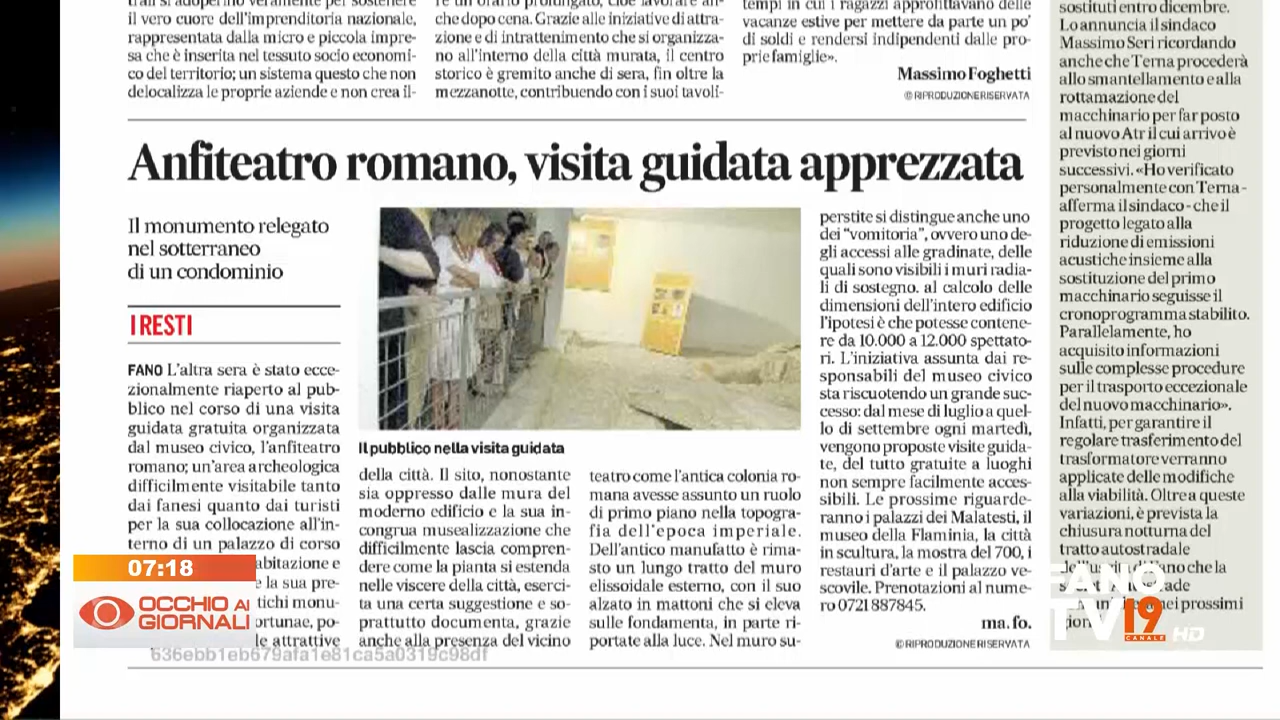 il vero cuore dell'imprenditoria nazionale,
rappresentata dalla micro e piccola impre-
sa che è inserita nel tessuto socio economi-
co del territorio; un sistema questo che non
delocalizza le proprie aziende e non crea il-
che dopo cena. Grazie alle iniziative di attra-
zione e di intrattenimento che si organizza-
no all'interno della città murata, il centro
storico è gremito anche di sera, fin oltre la
mezzanotte, contribuendo con i suoi tavoli-
tempi in cui i ragazzi approfittavano delle
vacanze estive per mettere da parte un po'
di soldi e rendersi indipendenti dalle pro-
prie famiglie».
Massimo Foghetti
© RIPRODUZIONE RISERVATA
Anfiteatro romano, visita guidata apprezzata
Il monumento relegato
nel sotterraneo
di un condominio
I RESTI
FANO L'altra sera è stato ecce-
zionalmente riaperto al pub-
blico nel corso di una visita
guidata gratuita organizzata
dal museo civico, l'anfiteatro
romano; un'area archeologica
difficilmente visitabile tanto
dai fanesi quanto dai turisti
per la sua collocazione all'in-
terno di un palazzo di corso
abitazione e
e la sua pre-
tichi monu-
ortunae, po-
le attrattive
Il pubblico nella visita guidata
della città. Il sito, nonostante
sia oppresso dalle mura del
moderno edificio e la sua in-
congrua musealizzazione che
difficilmente lascia compren-
dere come la pianta si estenda
nelle viscere della città, eserci-
ta una certa suggestione e so-
prattutto documenta, grazie
anche alla presenza del vicino
teatro come l'antica colonia ro-
mana avesse assunto un ruolo
di primo piano nella topogra-
fia dell'epoca imperiale.
Dell'antico manufatto è rima-
sto un lungo tratto del muro
elissoidale esterno, con il suo
alzato in mattoni che si eleva
sulle fondamenta, in parte ri-
portate alla luce. Nel muro su-
perstite si distingue anche uno
dei "vomitoria", ovvero uno de-
gli accessi alle gradinate, delle
quali sono visibili i muri radia-
li di sostegno. al calcolo delle
dimensioni dell'intero edificio
l'ipotesi è che potesse contene-
re da 10.000 a 12.000 spettato-
ri. L'iniziativa assunta dai re-
sponsabili del museo civico
sta riscuotendo un grande suc-
cesso: dal mese di luglio a quel-
lo di settembre ogni martedì,
vengono proposte visite guida-
te, del tutto gratuite a luoghi
non sempre facilmente acces-
sibili. Le prossime riguarde-
ranno i palazzi dei Malatesti, il
museo della Flaminia, la città
in scultura, la mostra del 700, i
restauri d'arte e il palazzo ve-
scovile. Prenotazioni al nume-
ro 0721 887845.
ma.fo.
© RIPRODUZIONE RISERVATA
sostituti entro dicembre.
Lo annuncia il sindaco
Massimo Seri ricordando
anche che Terna procederà
allo smantellamento e alla
rottamazione del
macchinario per far posto
al nuovo Atr il cui arrivo è
previsto nei giorni
successivi. «Ho verificato
personalmente con Terna -
afferma il sindaco - che il
progetto legato alla
riduzione di emissioni
acustiche insieme alla
sostituzione del primo
macchinario seguisse il
cronoprogramma stabilito.
Parallelamente, ho
acquisito informazioni
sulle complesse procedure
per il trasporto eccezionale
del nuovo macchinario».
Infatti, per garantire il
regolare trasferimento del
trasformatore verranno
applicate delle modifiche
alla viabilità. Oltre a queste
variazioni, è prevista la
chiusura notturna del
tratto autostradale
che la
nei prossimi
07:18
OCCHIO AI
GIORNALI
636ebb1eb679afa1e81ca5a0319c98df
FANO
TV 19
CANALE
HD